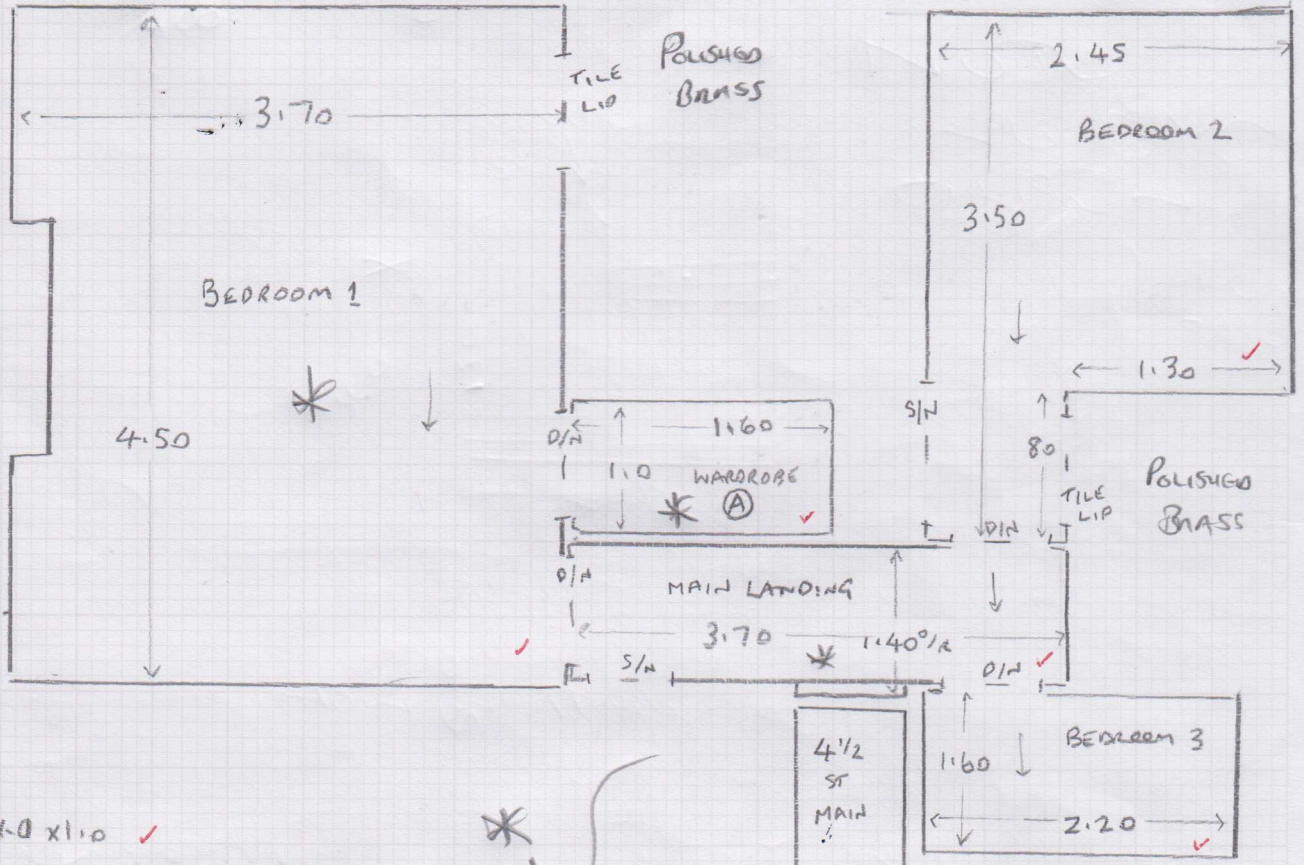 POLISHED
BRASS
TILE
LIP
3.70
BEDROOM 1
4.50
2.45
BEDROOM 2
3.50
1.30
S/N
80
TILE
LIP
POLISHED
BRASS
D/N
1.60
1.0
WARDROBE
A
D/N
D/N
MAIN LANDING
3.70
1.40 O/R
S/N
D/N
4 1/2
ST
MAIN
BEDROOM 3
1.60
2.20
x1.0